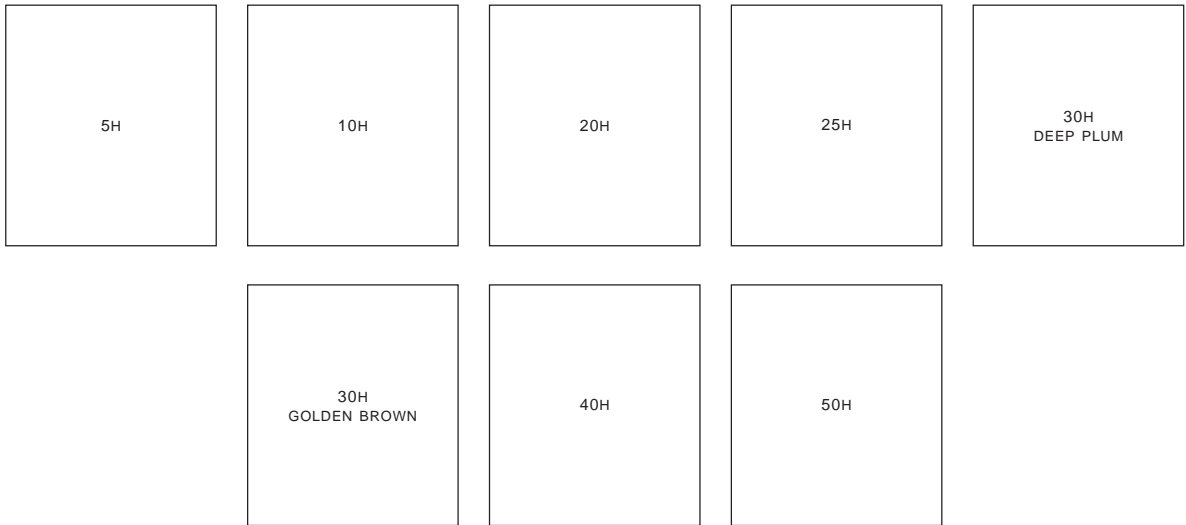 5H
10H
20H
25H
30H
DEEP PLUM
30H
GOLDEN BROWN
40H
50H